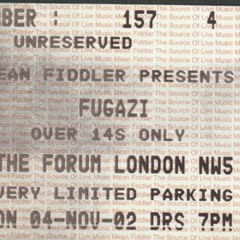 BER : 157 4
UNRESERVED
EAN FIDDLER PRESENTS
FUGAZI
OVER 14S ONLY
THE FORUM LONDON NW5
VERY LIMITED PARKING
ON 04-NOV-02 DRS 7PM